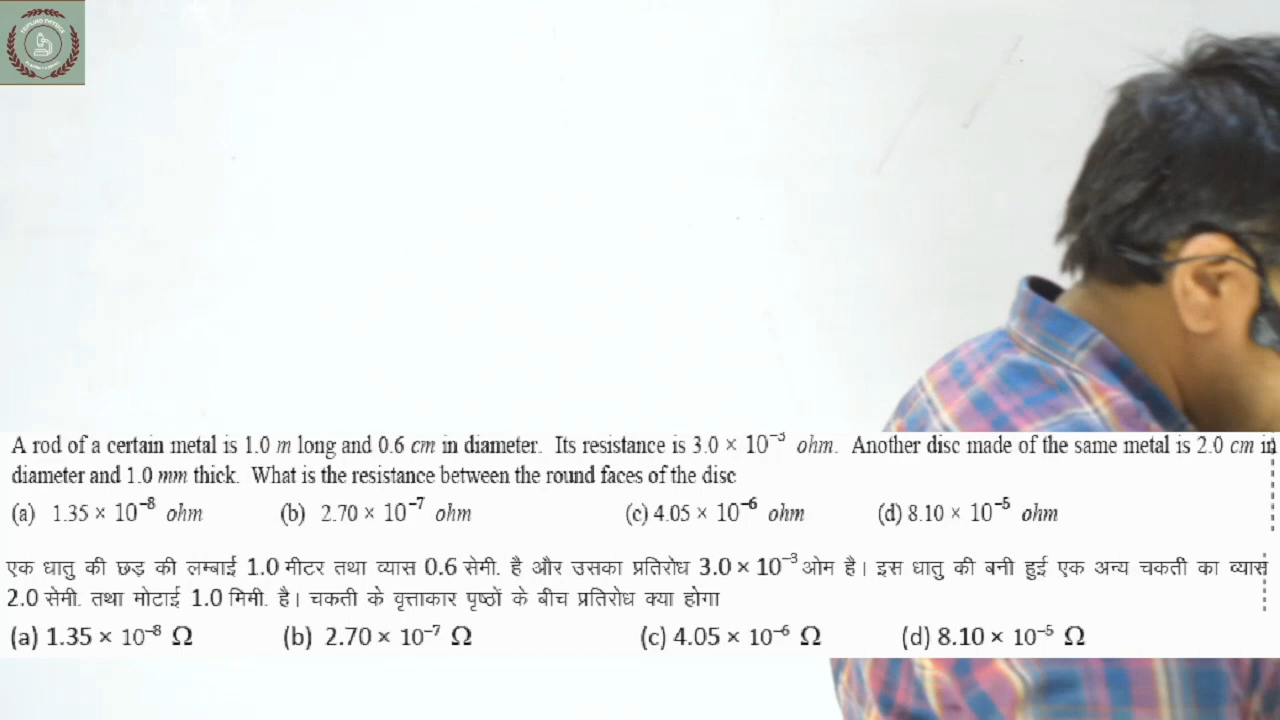 TEPLIND PHYSICS
A rod of a certain metal is 1.0 m long and 0.6 cm in diameter. Its resistance is 3.0 × 10⁻³ ohm. Another disc made of the same metal is 2.0 cm in
diameter and 1.0 mm thick. What is the resistance between the round faces of the disc
(a) 1.35 × 10⁻⁸ ohm (b) 2.70 × 10⁻⁷ ohm (c) 4.05 × 10⁻⁶ ohm (d) 8.10 × 10⁻⁵ ohm
एक धातु की छड़ की लम्बाई 1.0 मीटर तथा व्यास 0.6 सेमी. है और उसका प्रतिरोध 3.0 × 10⁻³ ओम है। इस धातु की बनी हुई एक अन्य चकती का व्यास
2.0 सेमी. तथा मोटाई 1.0 मिमी. है। चकती के वृत्ताकार पृष्ठों के बीच प्रतिरोध क्या होगा
(a) 1.35 × 10⁻⁸ Ω (b) 2.70 × 10⁻⁷ Ω (c) 4.05 × 10⁻⁶ Ω (d) 8.10 × 10⁻⁵ Ω